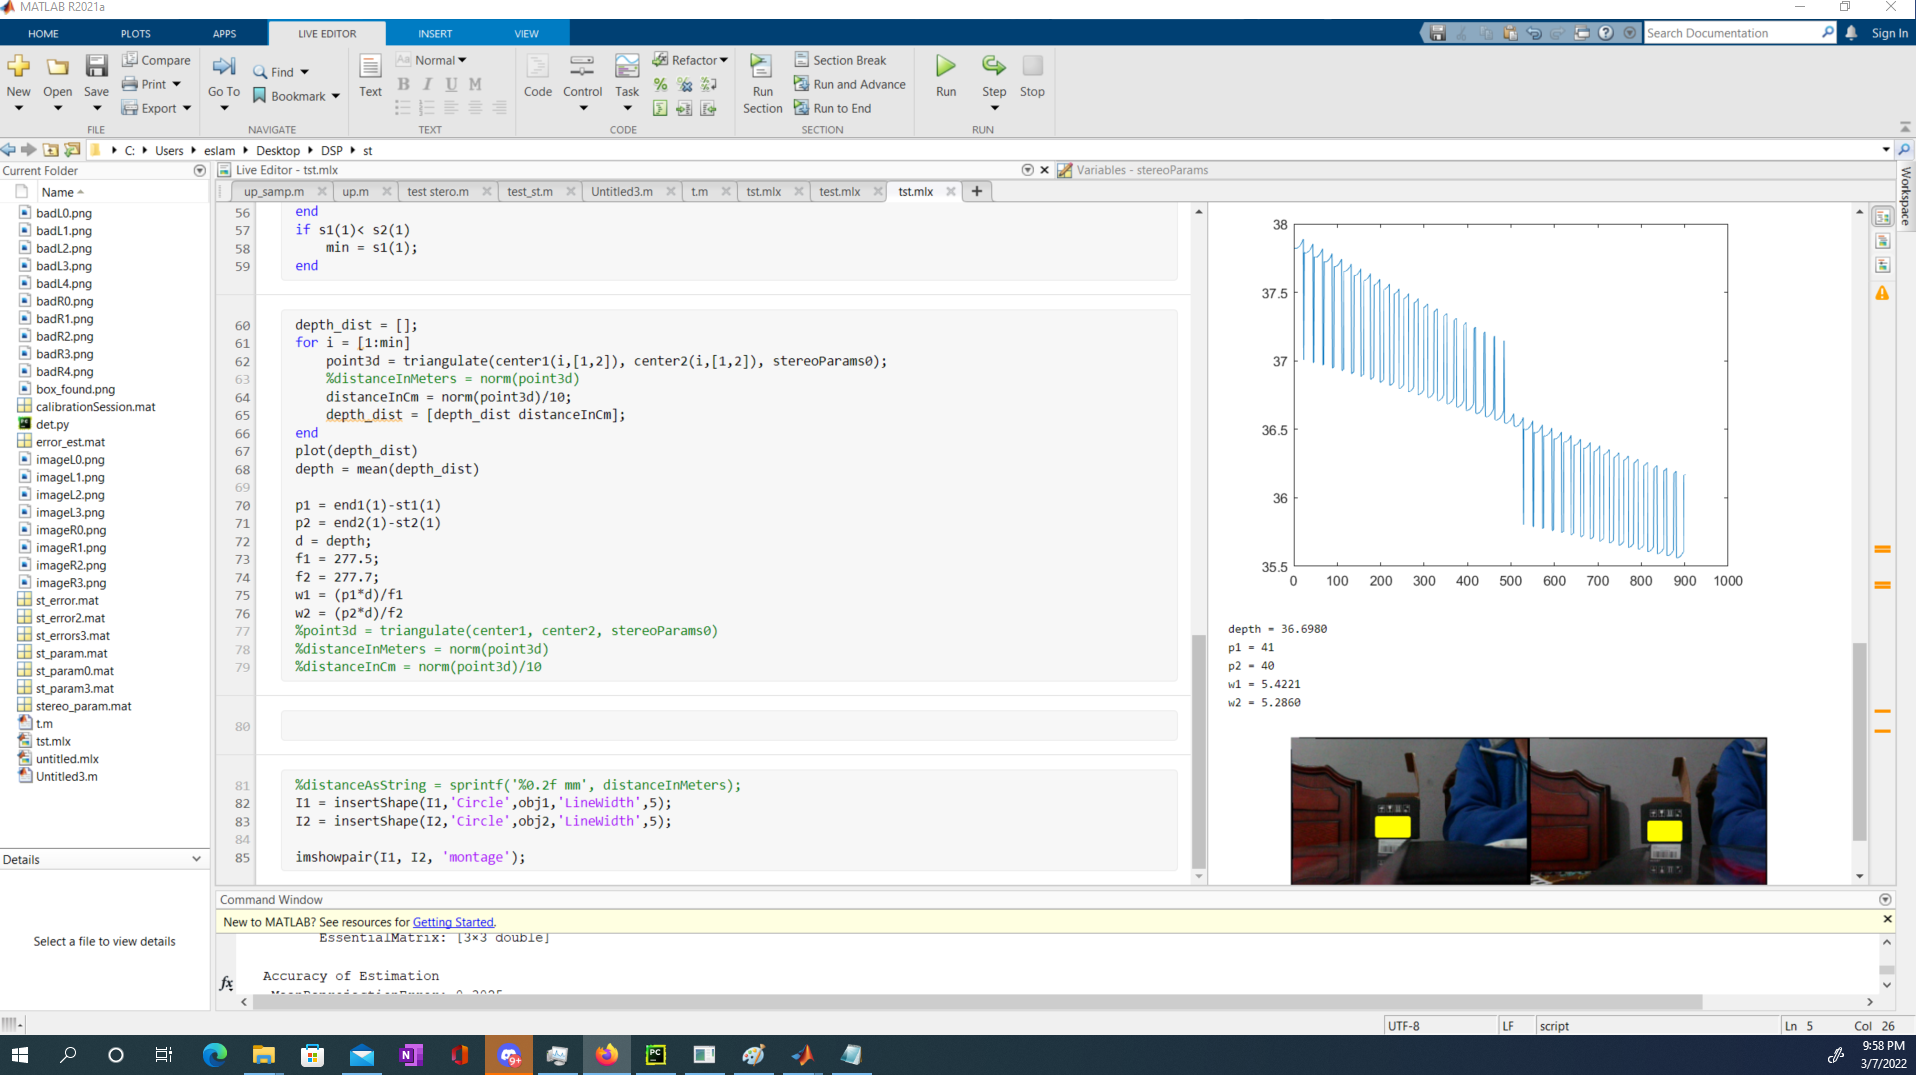 MATLAB R2021a
HOME PLOTS APPS LIVE EDITOR INSERT VIEW
Search Documentation
Sign In
New Open Save
Compare
Print
Export
FILE
Go To
Find
Bookmark
NAVIGATE
Text
Aa Normal
B I U M
TEXT
Code Control Task
Refactor
CODE
Run Section
Section Break
Run and Advance
Run to End
SECTION
Run Step Stop
RUN
C: Users eslam Desktop DSP st
Current Folder
Name
badL0.png
badL1.png
badL2.png
badL3.png
badL4.png
badR0.png
badR1.png
badR2.png
badR3.png
badR4.png
box_found.png
calibrationSession.mat
det.py
error_est.mat
imageL0.png
imageL1.png
imageL2.png
imageL3.png
imageR0.png
imageR1.png
imageR2.png
imageR3.png
st_error.mat
st_error2.mat
st_errors3.mat
st_param.mat
st_param0.mat
st_param3.mat
stereo_param.mat
t.m
tst.mlx
untitled.mlx
Untitled3.m
Details
Select a file to view details
Live Editor - tst.mlx
Variables - stereoParams
Workspace
up_samp.m up.m test stero.m test_st.m Untitled3.m t.m tst.mlx test.mlx tst.mlx
56 end
57 if s1(1)< s2(1)
58 min = s1(1);
59 end
60 depth_dist = [];
61 for i = [1:min]
62 point3d = triangulate(center1(i,[1,2]), center2(i,[1,2]), stereoParams0);
63 %distanceInMeters = norm(point3d)
64 distanceInCm = norm(point3d)/10;
65 depth_dist = [depth_dist distanceInCm];
66 end
67 plot(depth_dist)
68 depth = mean(depth_dist)
69
70 p1 = end1(1)-st1(1)
71 p2 = end2(1)-st2(1)
72 d = depth;
73 f1 = 277.5;
74 f2 = 277.7;
75 w1 = (p1*d)/f1
76 w2 = (p2*d)/f2
77 %point3d = triangulate(center1, center2, stereoParams0)
78 %distanceInMeters = norm(point3d)
79 %distanceInCm = norm(point3d)/10
80
81 %distanceAsString = sprintf('%0.2f mm', distanceInMeters);
82 I1 = insertShape(I1,'Circle',obj1,'LineWidth',5);
83 I2 = insertShape(I2,'Circle',obj2,'LineWidth',5);
84
85 imshowpair(I1, I2, 'montage');
38
37.5
37
36.5
36
35.5
0 100 200 300 400 500 600 700 800 900 1000
depth = 36.6980
p1 = 41
p2 = 40
w1 = 5.4221
w2 = 5.2860
Command Window
New to MATLAB? See resources for Getting Started.
EssentialMatrix: [3×3 double]
Accuracy of Estimation
fx
UTF-8 LF script Ln 5 Col 26
9+
PC
9:58 PM
3/7/2022